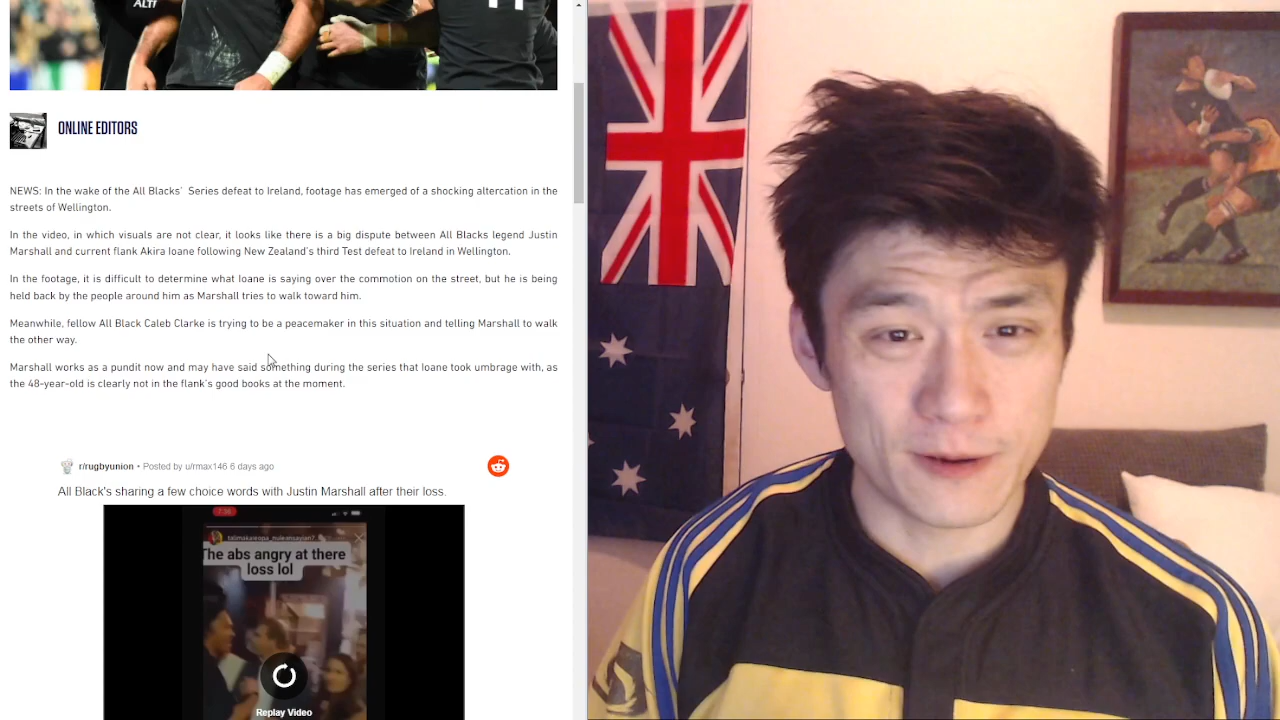 ALTI
11
ONLINE EDITORS
NEWS: In the wake of the All Blacks' Series defeat to Ireland, footage has emerged of a shocking altercation in the
streets of Wellington.
In the video, in which visuals are not clear, it looks like there is a big dispute between All Blacks legend Justin
Marshall and current flank Akira Ioane following New Zealand's third Test defeat to Ireland in Wellington.
In the footage, it is difficult to determine what Ioane is saying over the commotion on the street, but he is being
held back by the people around him as Marshall tries to walk toward him.
Meanwhile, fellow All Black Caleb Clarke is trying to be a peacemaker in this situation and telling Marshall to walk
the other way.
Marshall works as a pundit now and may have said something during the series that Ioane took umbrage with, as
the 48-year-old is clearly not in the flank's good books at the moment.
r/rugbyunion • Posted by u/rmax146 6 days ago
All Black's sharing a few choice words with Justin Marshall after their loss.
The abs angry at there
loss lol
Replay Video